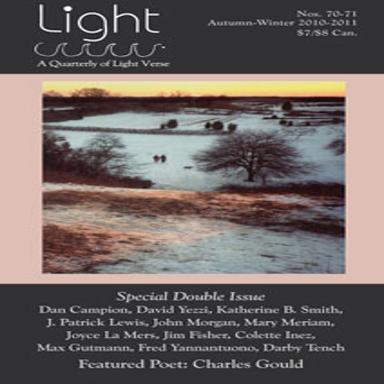 Light
A Quarterly of Light Verse
Nos. 70-71
Autumn-Winter 2010-2011
$7/$8 Can.
Special Double Issue
Dan Campion, David Yezzi, Katherine B. Smith,
J. Patrick Lewis, John Morgan, Mary Meriam,
Joyce La Mers, Jim Fisher, Colette Inez,
Max Gutmann, Fred Yannantuono, Darby Tench
Featured Poet: Charles Gould